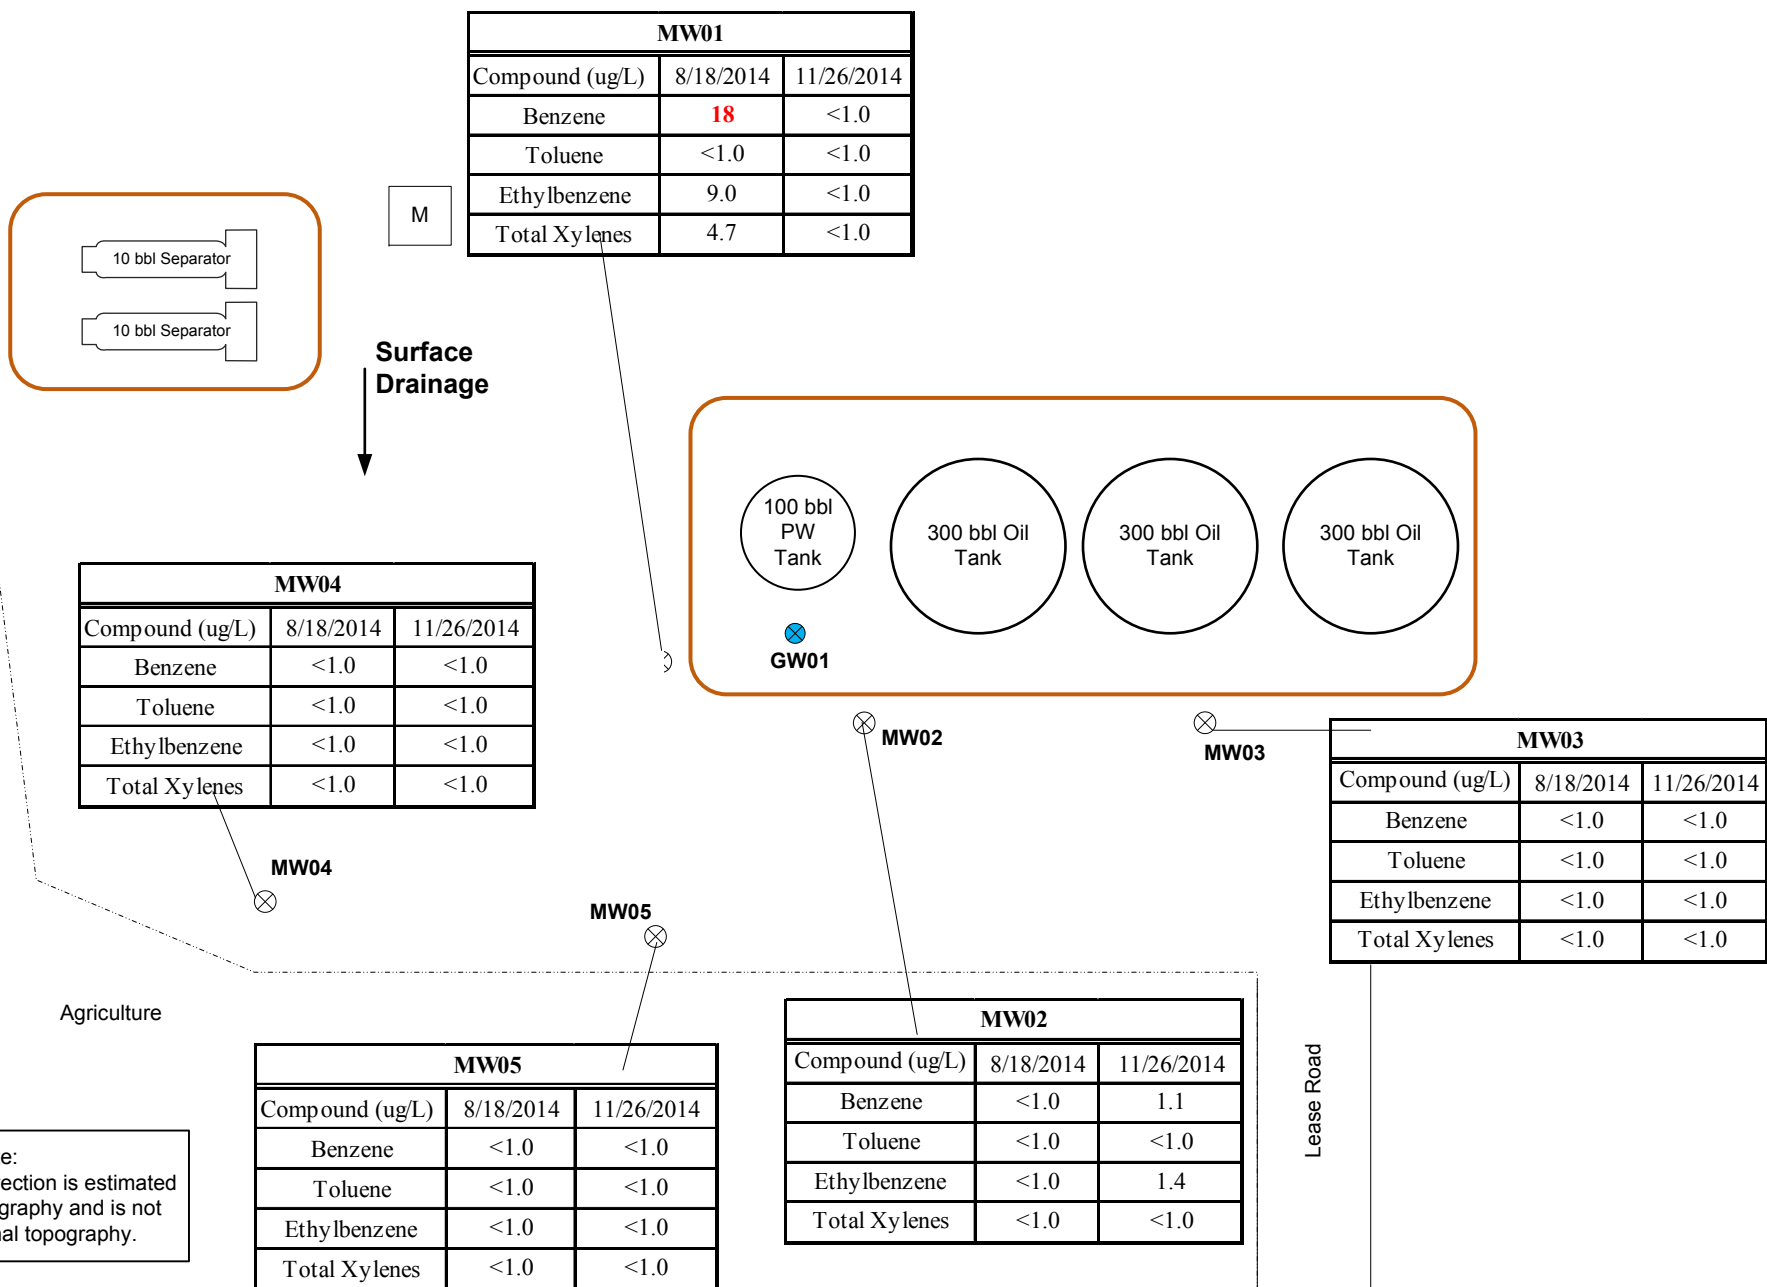 MW01
Compound (ug/L) 8/18/2014 11/26/2014
Benzene 18 <1.0
Toluene <1.0 <1.0
Ethylbenzene 9.0 <1.0
Total Xylenes 4.7 <1.0
M
10 bbl Separator
10 bbl Separator
Surface
Drainage
100 bbl
PW
Tank
300 bbl Oil
Tank
300 bbl Oil
Tank
300 bbl Oil
Tank
GW01
MW04
Compound (ug/L) 8/18/2014 11/26/2014
Benzene <1.0 <1.0
Toluene <1.0 <1.0
Ethylbenzene <1.0 <1.0
Total Xylenes <1.0 <1.0
MW02
MW03
MW03
Compound (ug/L) 8/18/2014 11/26/2014
Benzene <1.0 <1.0
Toluene <1.0 <1.0
Ethylbenzene <1.0 <1.0
Total Xylenes <1.0 <1.0
MW04
MW05
Agriculture
MW02
Compound (ug/L) 8/18/2014 11/26/2014
Benzene <1.0 1.1
Toluene <1.0 <1.0
Ethylbenzene <1.0 1.4
Total Xylenes <1.0 <1.0
MW05
Compound (ug/L) 8/18/2014 11/26/2014
Benzene <1.0 <1.0
Toluene <1.0 <1.0
Ethylbenzene <1.0 <1.0
Total Xylenes <1.0 <1.0
Lease Road
is estimated
and is not
topography.